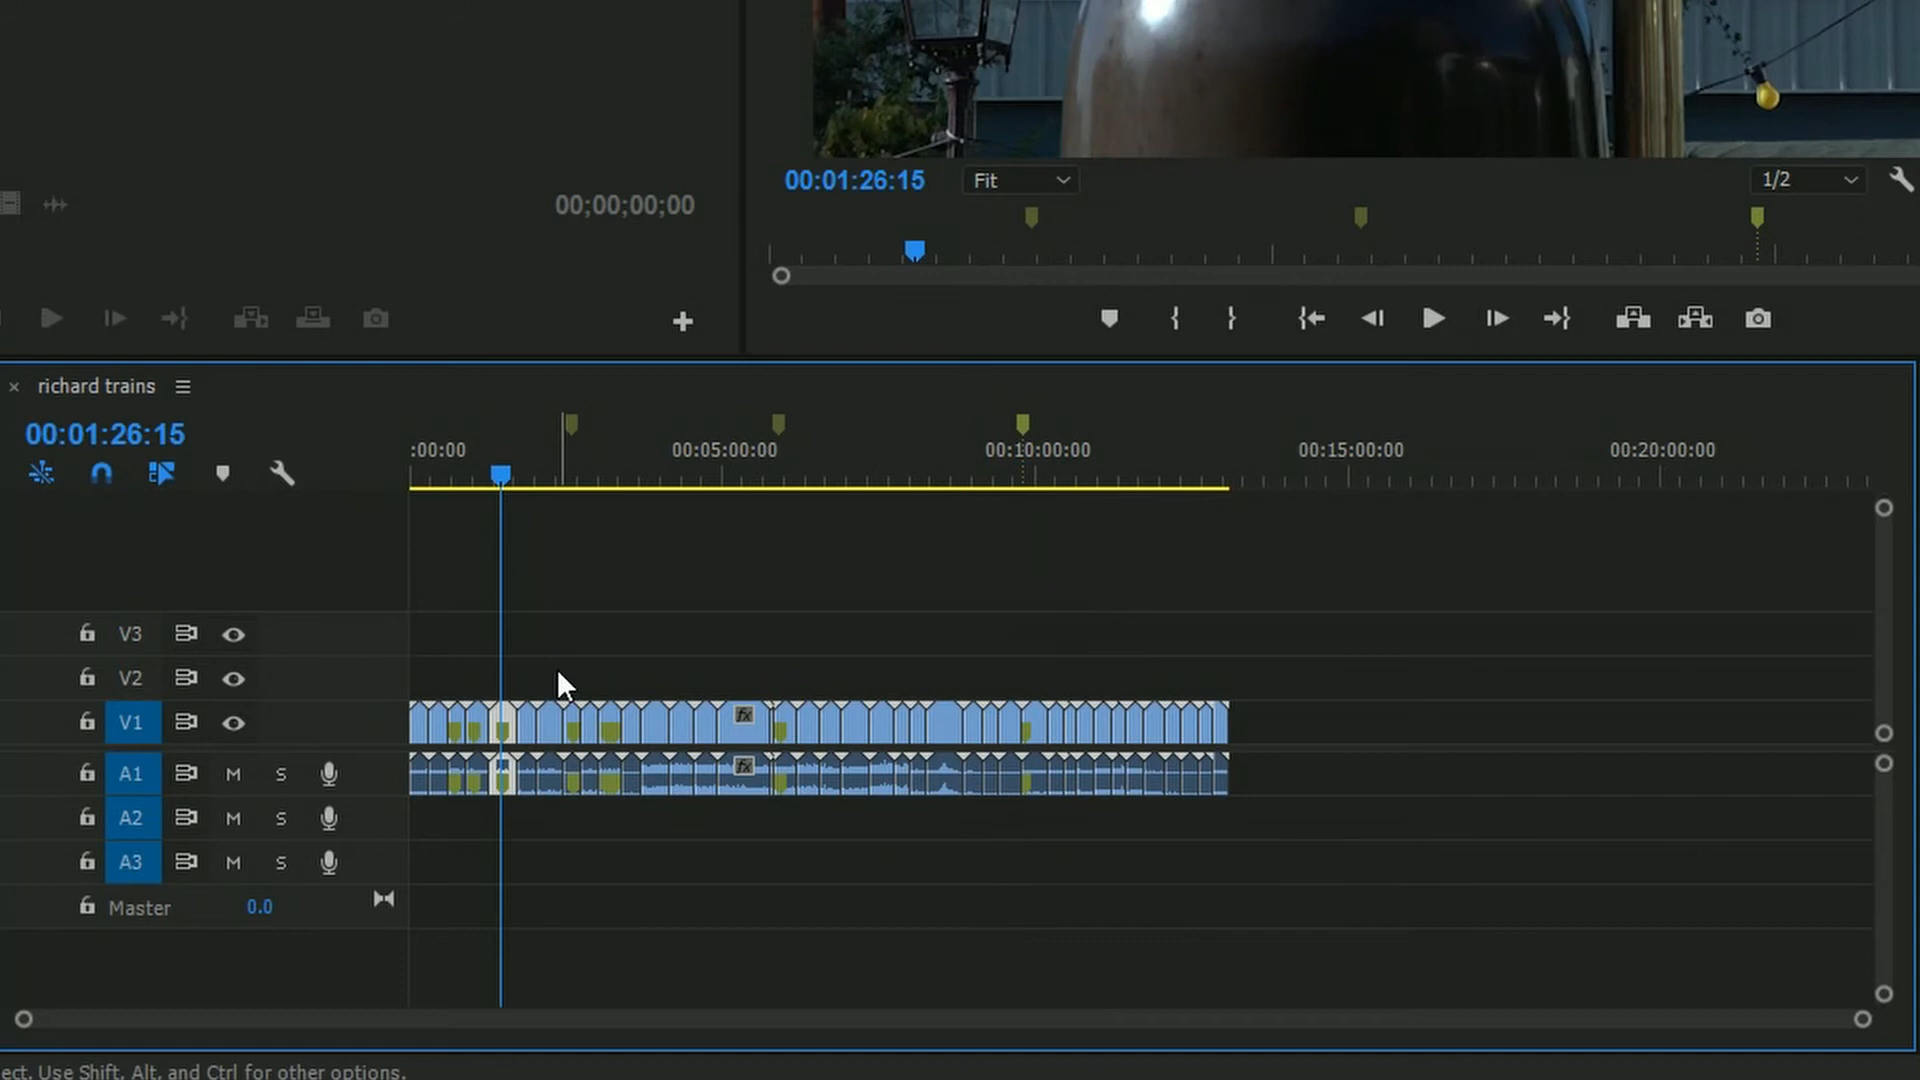 00:01:26:15
Fit
1/2
00;00;00;00
richard trains
00:01:26:15
:00:00
00:05:00:00
00:10:00:00
00:15:00:00
00:20:00:00
V3
V2
V1
fx
A1
M
S
fx
A2
M
S
A3
M
S
Master
0.0
ect. Use Shift, Alt, and Ctrl for other options.